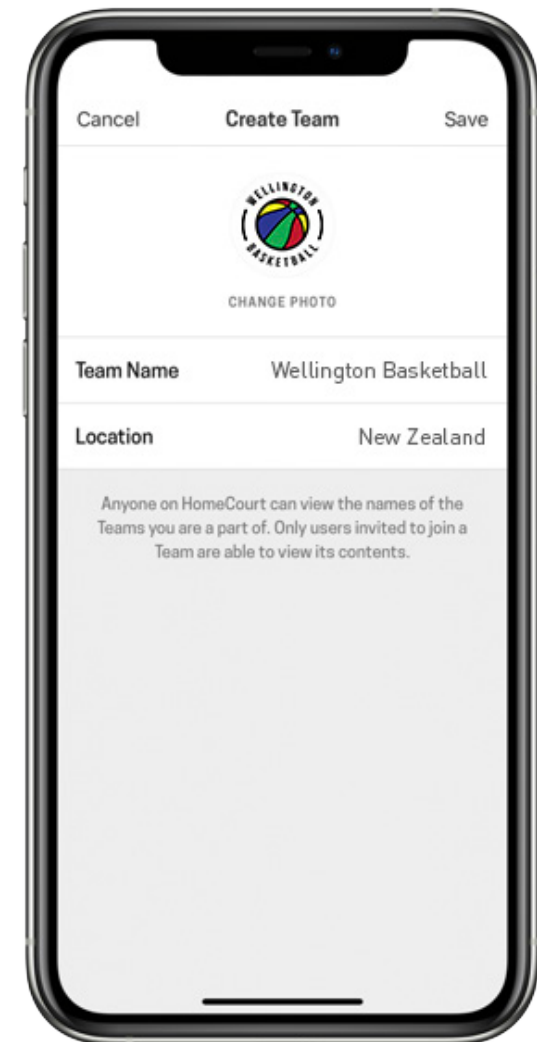 Cancel Create Team Save
WELLINGTON
BASKETBALL
CHANGE PHOTO
Team Name Wellington Basketball
Location New Zealand
Anyone on HomeCourt can view the names of the
Teams you are a part of. Only users invited to join a
Team are able to view its contents.